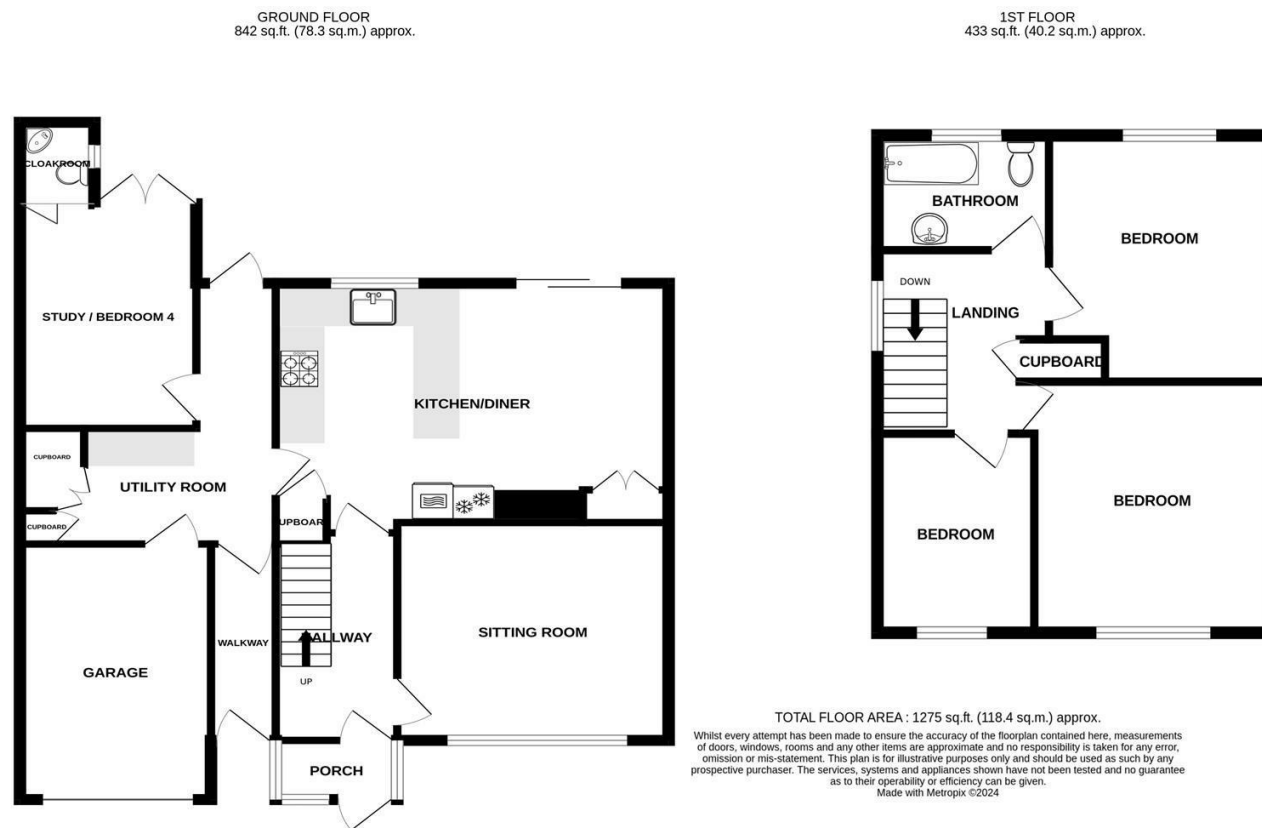 GROUND FLOOR
842 sq.ft. (78.3 sq.m.) approx.
1ST FLOOR
433 sq.ft. (40.2 sq.m.) approx.
CLOAKROOM
STUDY / BEDROOM 4
KITCHEN/DINER
CUPBOARD
UTILITY ROOM
CUPBOARD
UPBOAR
SITTING ROOM
WALKWAY
ALLWAY
GARAGE
UP
PORCH
BATHROOM
BEDROOM
DOWN
LANDING
CUPBOARD
BEDROOM
BEDROOM
TOTAL FLOOR AREA : 1275 sq.ft. (118.4 sq.m.) approx.
Whilst every attempt has been made to ensure the accuracy of the floorplan contained here, measurements
of doors, windows, rooms and any other items are approximate and no responsibility is taken for any error,
omission or mis-statement. This plan is for illustrative purposes only and should be used as such by any
prospective purchaser. The services, systems and appliances shown have not been tested and no guarantee
as to their operability or efficiency can be given.
Made with Metropix ©2024